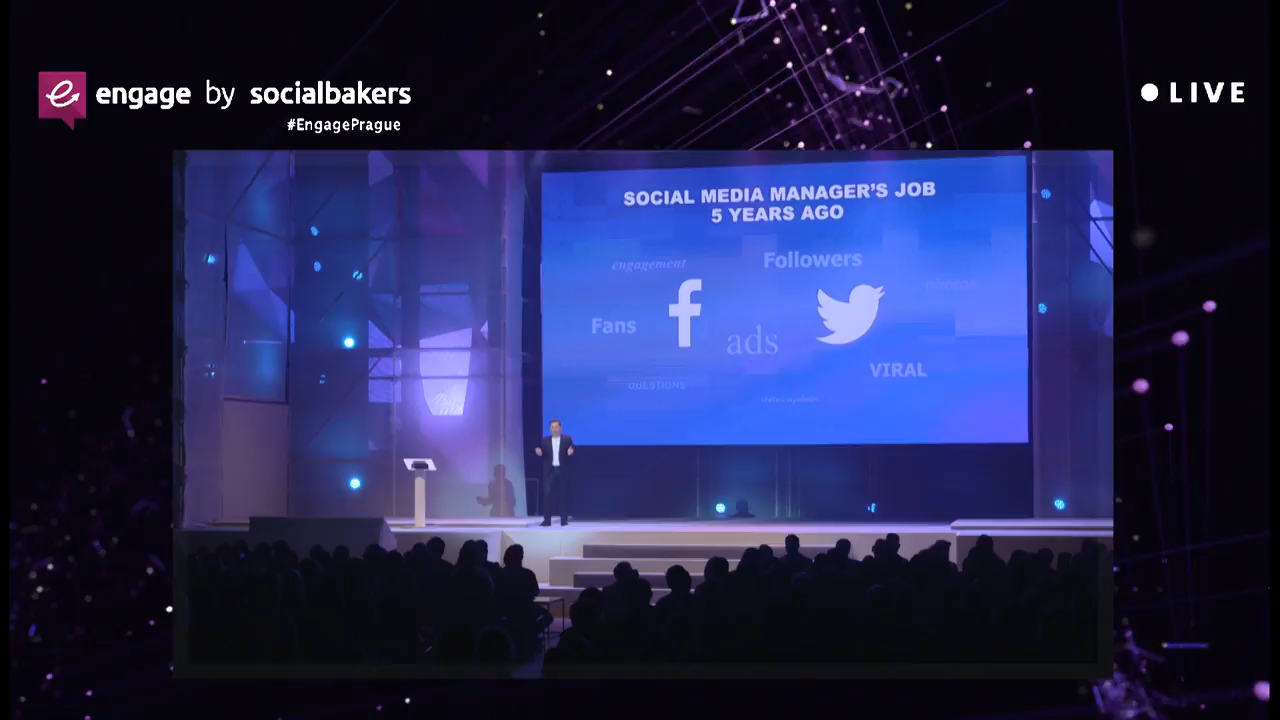 engage by socialbakers
#EngagePrague
LIVE
SOCIAL MEDIA MANAGER'S JOB
5 YEARS AGO
engagement
Followers
Fans
ads
VIRAL
QUESTIONS